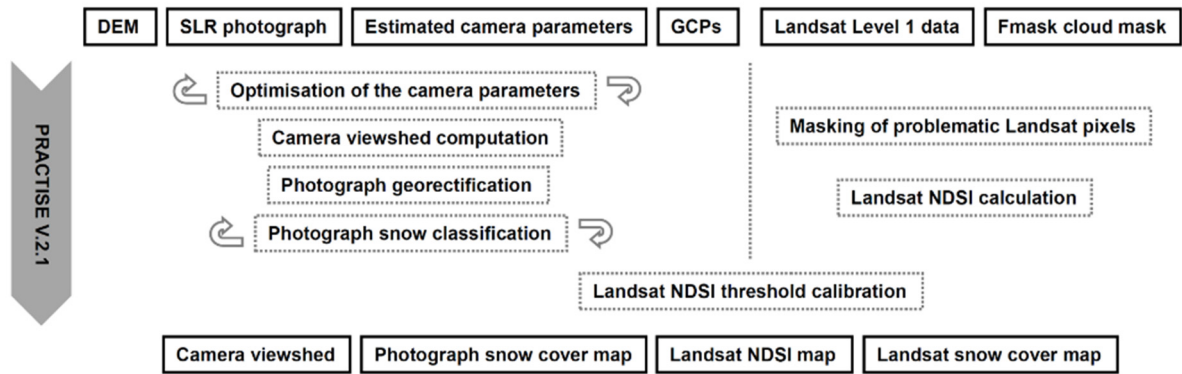 DEM
SLR photograph
Estimated camera parameters
GCPs
Landsat Level 1 data
Fmask cloud mask
PRACTISE V.2.1
Optimisation of the camera parameters
Camera viewshed computation
Photograph georectification
Photograph snow classification
Masking of problematic Landsat pixels
Landsat NDSI calculation
Landsat NDSI threshold calibration
Camera viewshed
Photograph snow cover map
Landsat NDSI map
Landsat snow cover map